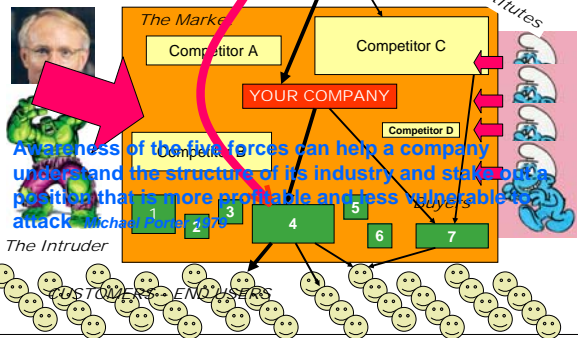 titutes
The Market
Competitor A
Competitor C
YOUR COMPANY
Competitor D
Competitor B
Awareness of the five forces can help a company
understand the structure of its industry and stake out a
position that is more profitable and less vulnerable to
attack Michael Porter 1979
Buyers
1
2
3
4
5
6
7
The Intruder
CUSTOMERS - END USERS